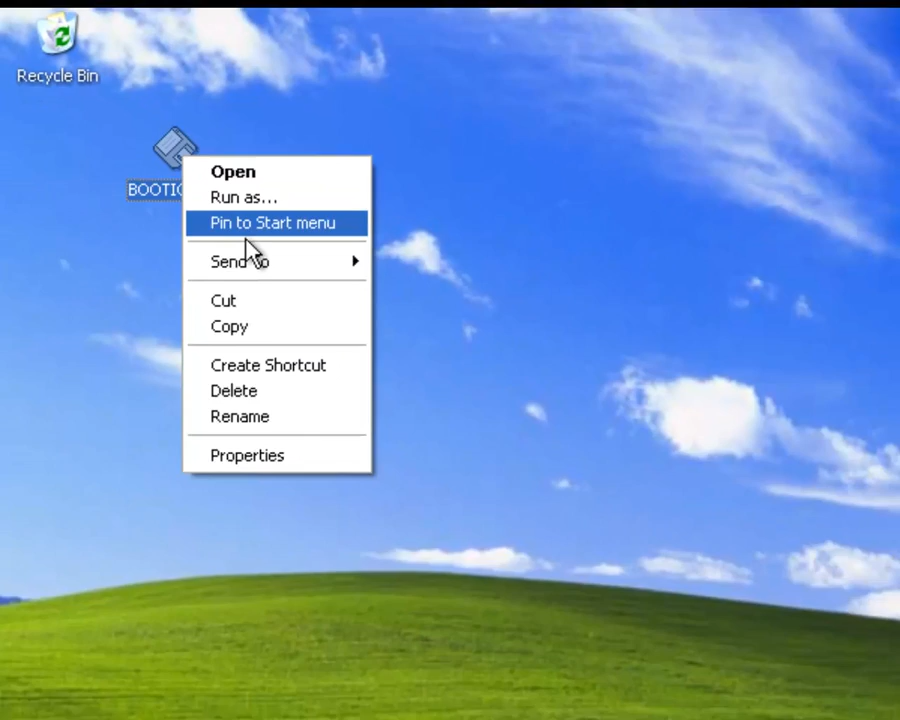 Recycle Bin
Open
BOOTIC
Run as...
Pin to Start menu
Send To
Cut
Copy
Create Shortcut
Delete
Rename
Properties